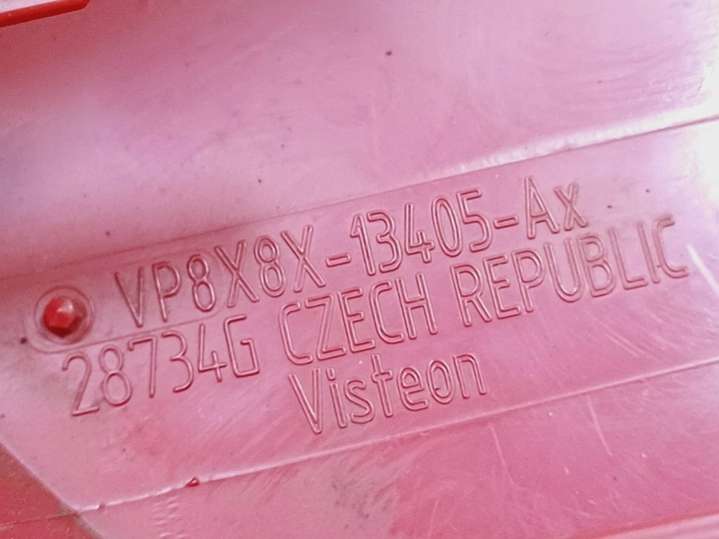 VP8X8X-13405-Ax
28734G CZECH REPUBLIC
Visteon